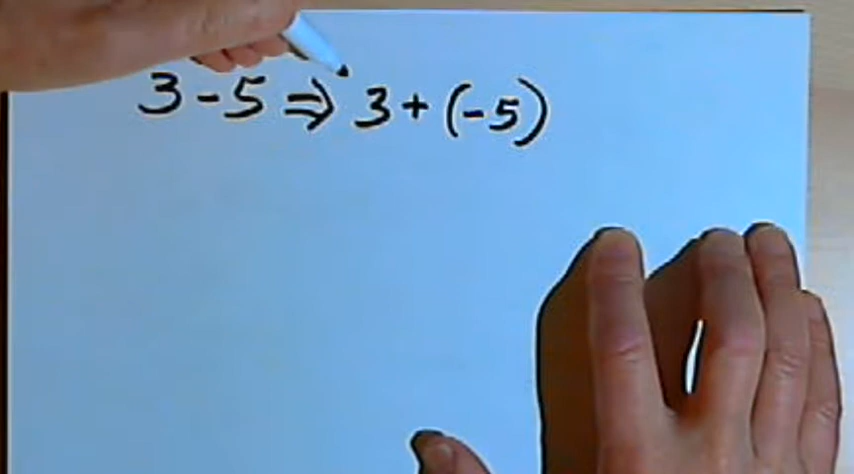 3 - 5 ⇒ 3 + (-5)